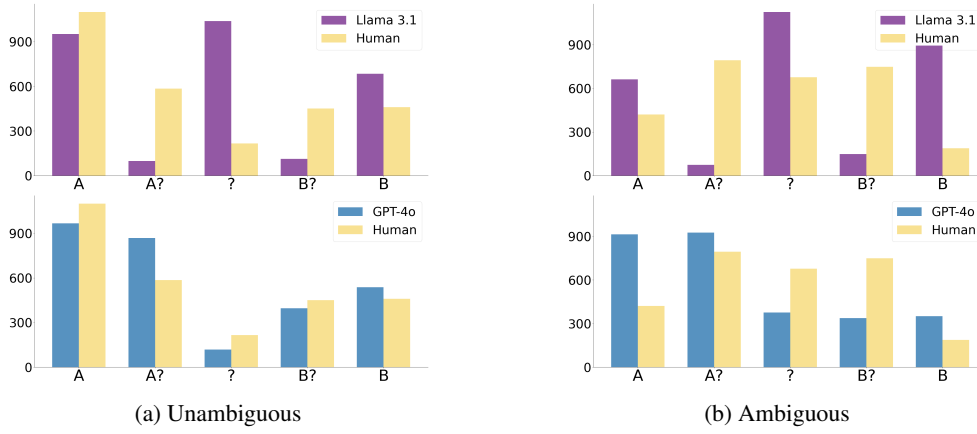 Llama 3.1
Human
900
600
300
0
A
A?
?
B?
B
GPT-4o
Human
900
600
300
0
A
A?
?
B?
B
(a) Unambiguous
Llama 3.1
Human
900
600
300
0
A
A?
?
B?
B
GPT-4o
Human
900
600
300
0
A
A?
?
B?
B
(b) Ambiguous